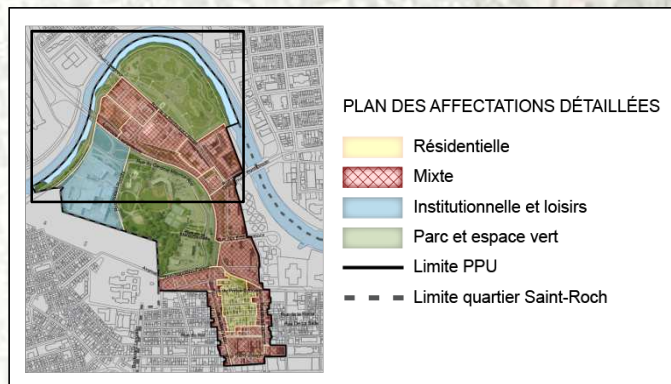 PLAN DES AFFECTATIONS DÉTAILLÉES
Résidentielle
Mixte
Institutionnelle et loisirs
Parc et espace vert
Limite PPU
Limite quartier Saint-Roch